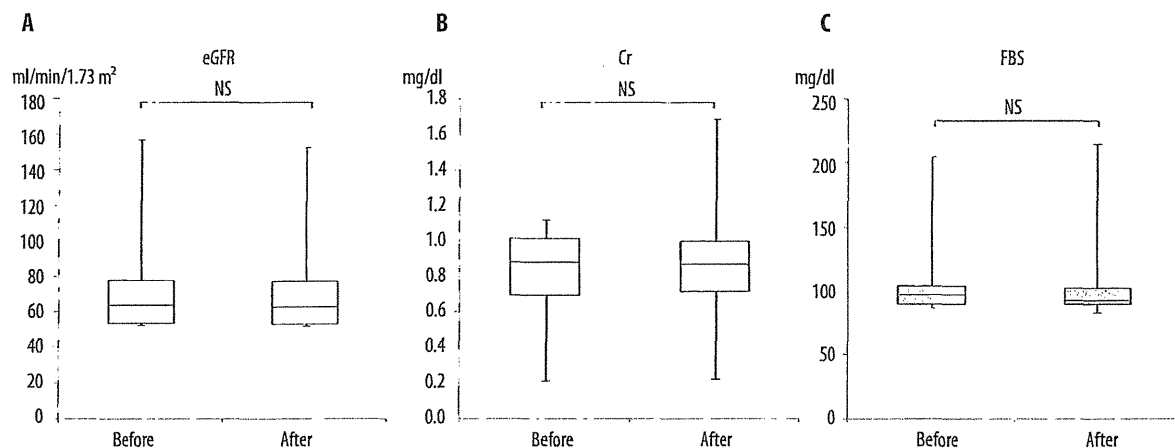 A
eGFR
ml/min/1.73 m²
NS
180
160
140
120
100
80
60
40
20
0
Before After
B
Cr
mg/dl
NS
1.8
1.6
1.4
1.2
1.0
0.8
0.6
0.4
0.2
0.0
Before After
C
FBS
mg/dl
NS
250
200
150
100
50
0
Before After